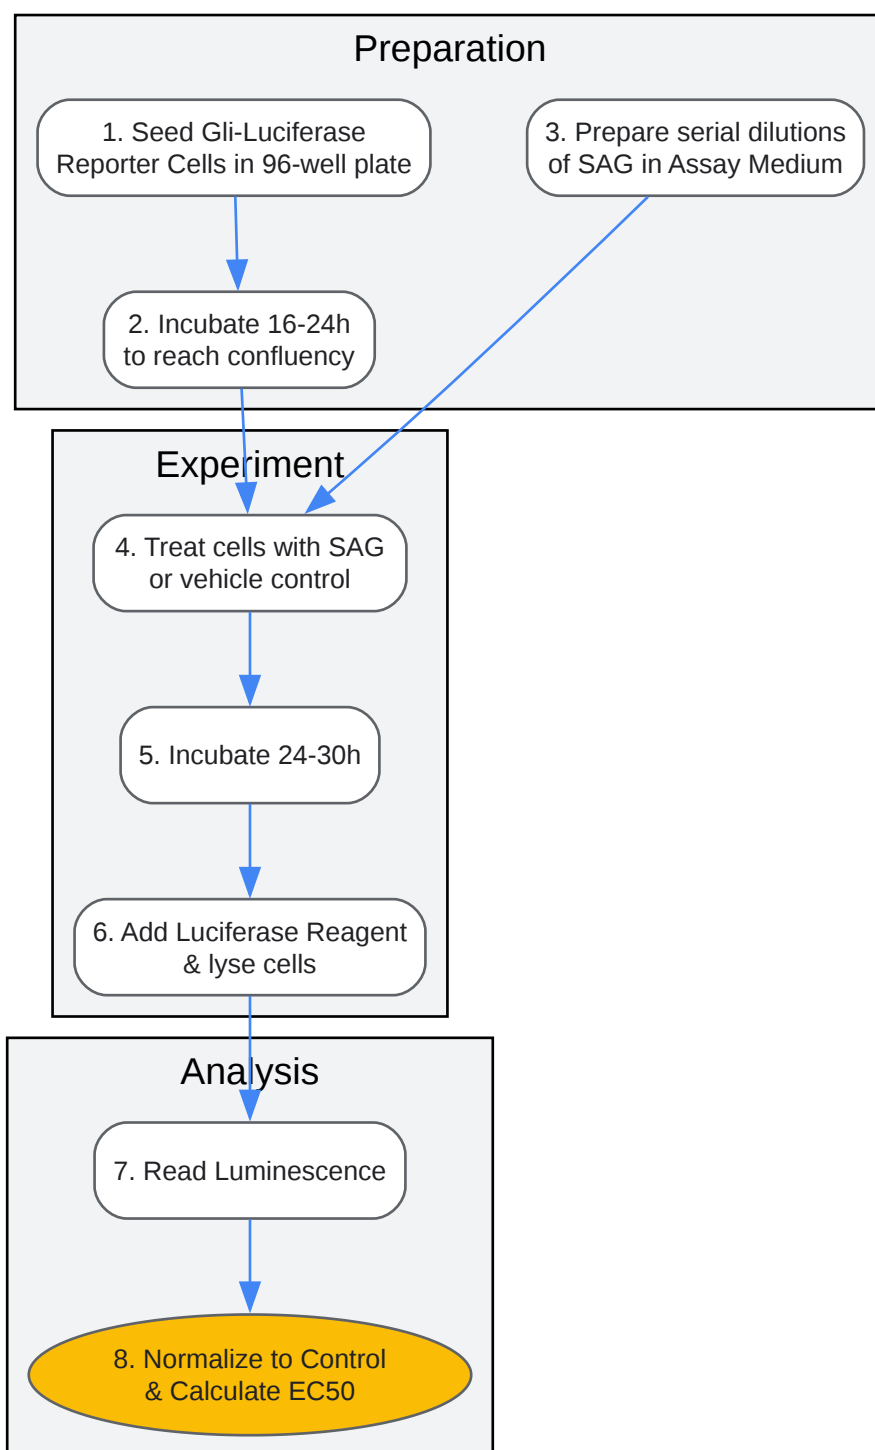 Preparation
1. Seed Gli-Luciferase
Reporter Cells in 96-well plate
3. Prepare serial dilutions
of SAG in Assay Medium
2. Incubate 16-24h
to reach confluency
Experiment
4. Treat cells with SAG
or vehicle control
5. Incubate 24-30h
6. Add Luciferase Reagent
& lyse cells
Analysis
7. Read Luminescence
8. Normalize to Control
& Calculate EC50